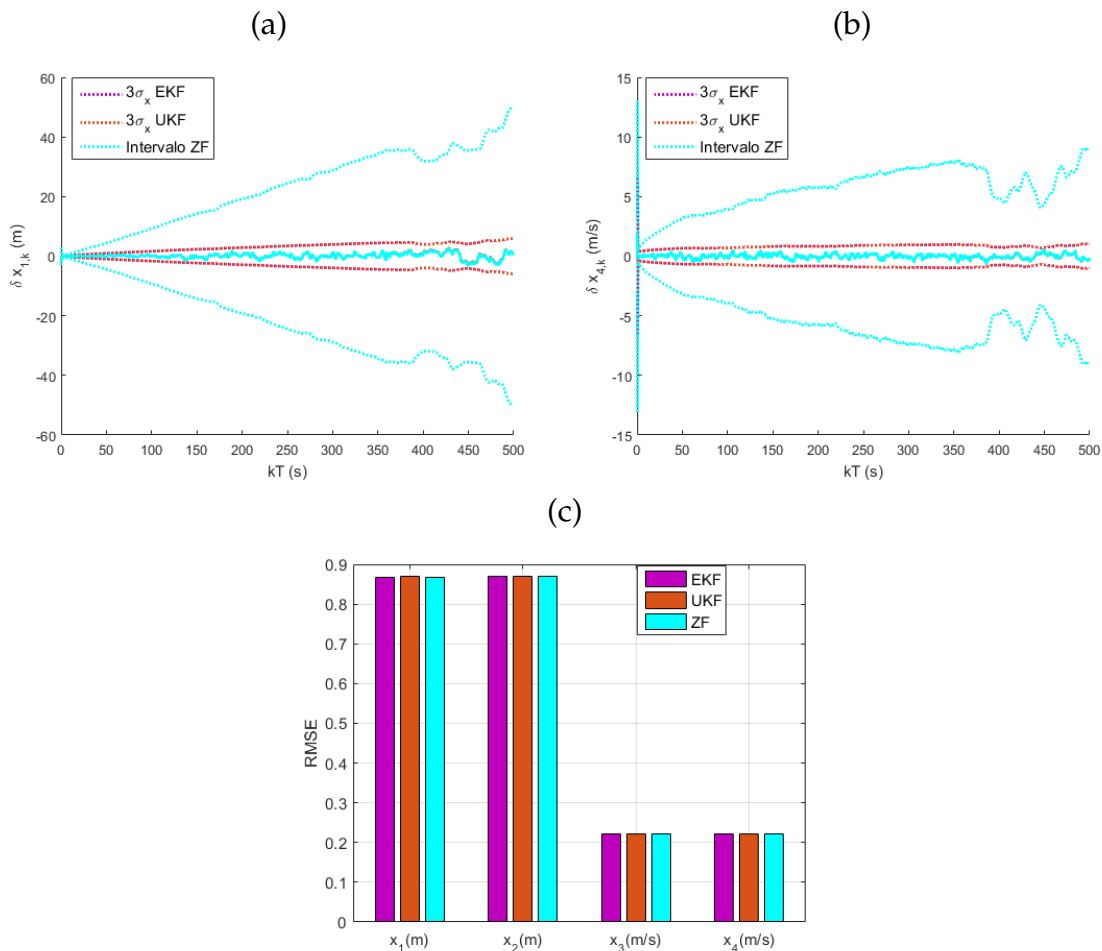 (a)
60
40
20
0
-20
-40
-60
δ x1,k (m)
3σx EKF
3σx UKF
Intervalo ZF
0 50 100 150 200 250 300 350 400 450 500
kT (s)
(b)
15
10
5
0
-5
-10
-15
δ x4,k (m/s)
3σx EKF
3σx UKF
Intervalo ZF
0 50 100 150 200 250 300 350 400 450 500
kT (s)
(c)
0.9
0.8
0.7
0.6
0.5
0.4
0.3
0.2
0.1
0
RMSE
EKF
UKF
ZF
x1(m) x2(m) x3(m/s) x4(m/s)